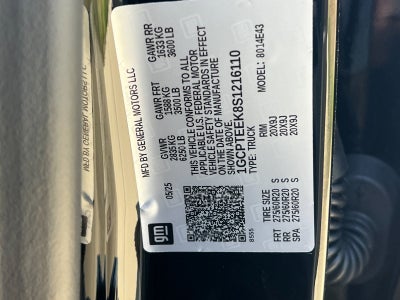 MFD BY GENERAL MOTORS LLC
05/25
GVWR
2835 KG
6250 LB
GAWR FRT
1588 KG
3500 LB
GAWR RR
1633 KG
3600 LB
THIS VEHICLE CONFORMS TO ALL
APPLICABLE U.S. FEDERAL MOTOR
VEHICLE SAFETY STANDARDS IN EFFECT
ON THE DATE OF MANUFACTURE
SHOWN ABOVE.
1GCPTEEK8S1216110
TYPE: TRUCK
MODEL: 8014E43
gm
8555
TIRE SIZE
RIM
FRT 275/60R20 S 20X9J
RR 275/60R20 S 20X9J
SPA 275/60R20 S 20X9J